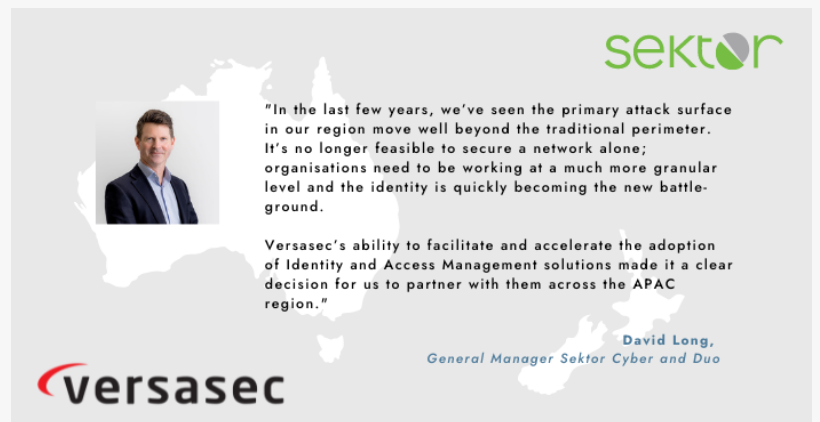 sektor
"In the last few years, we've seen the primary attack surface
in our region move well beyond the traditional perimeter.
It's no longer feasible to secure a network alone;
organisations need to be working at a much more granular
level and the identity is quickly becoming the new battle-
ground.
Versasec's ability to facilitate and accelerate the adoption
of Identity and Access Management solutions made it a clear
decision for us to partner with them across the APAC
region."
David Long,
General Manager Sektor Cyber and Duo
versasec